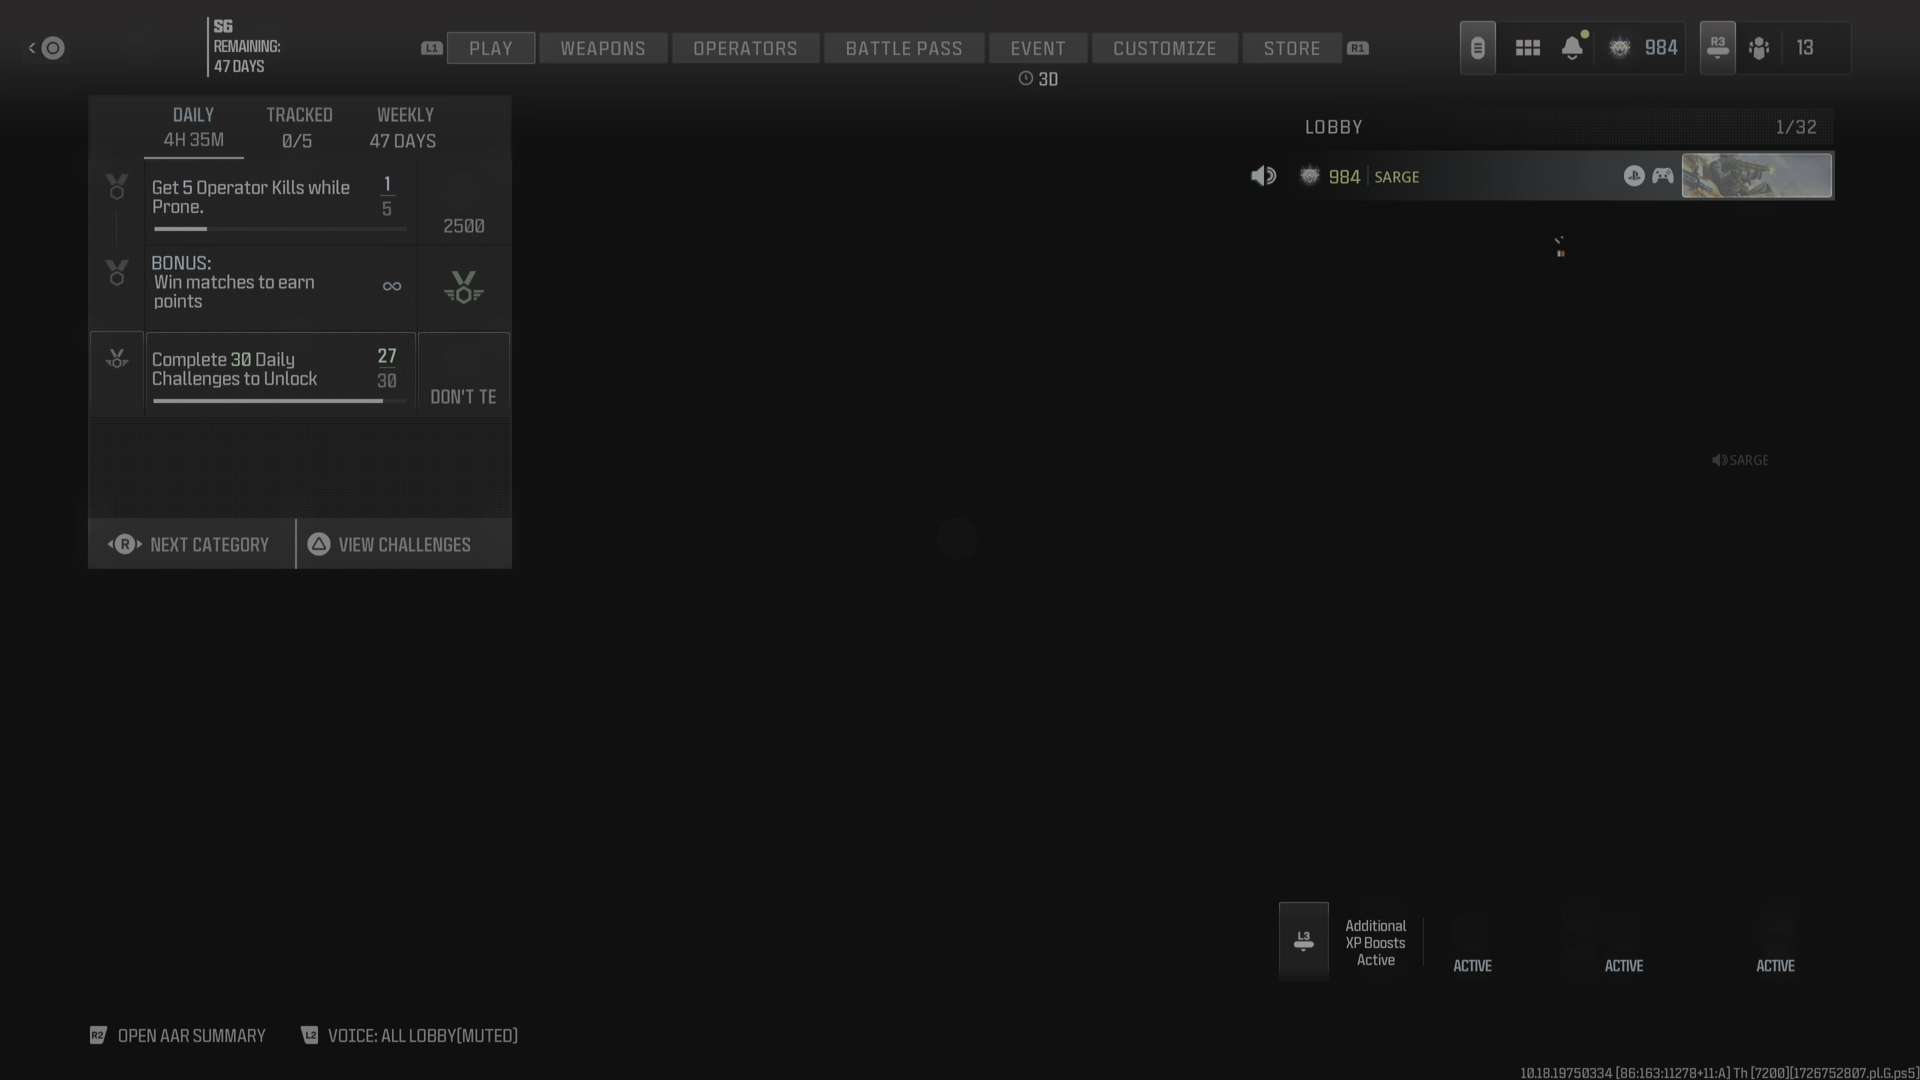 S6
REMAINING:
47 DAYS
L1
PLAY
WEAPONS
OPERATORS
BATTLE PASS
EVENT
CUSTOMIZE
STORE
R1
3D
984
R3
13
DAILY
4H 35M
TRACKED
0/5
WEEKLY
47 DAYS
Get 5 Operator Kills while
Prone.
1
5
2500
BONUS:
Win matches to earn
points
∞
Complete 30 Daily
Challenges to Unlock
27
30
DON'T TE
R NEXT CATEGORY
VIEW CHALLENGES
LOBBY
1/32
984 SARGE
SARGE
L3
Additional
XP Boosts
Active
ACTIVE
ACTIVE
ACTIVE
R2 OPEN AAR SUMMARY
L2 VOICE: ALL LOBBY[MUTED]
10.18.19750334 [86:163:11278+11:A] Th [7200][1726752807.pl.G.ps5]